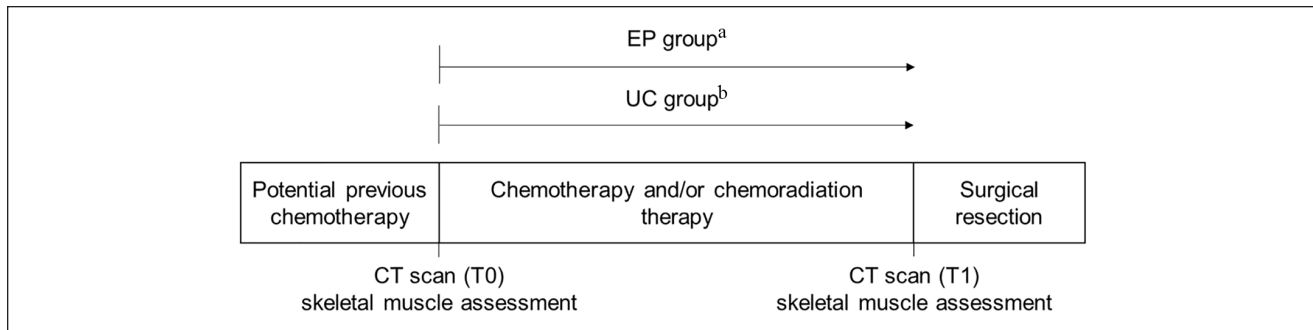 EP groupᵃ
UC groupᵇ
Potential previous
chemotherapy
Chemotherapy and/or chemoradiation
therapy
Surgical
resection
CT scan (T0)
skeletal muscle assessment
CT scan (T1)
skeletal muscle assessment